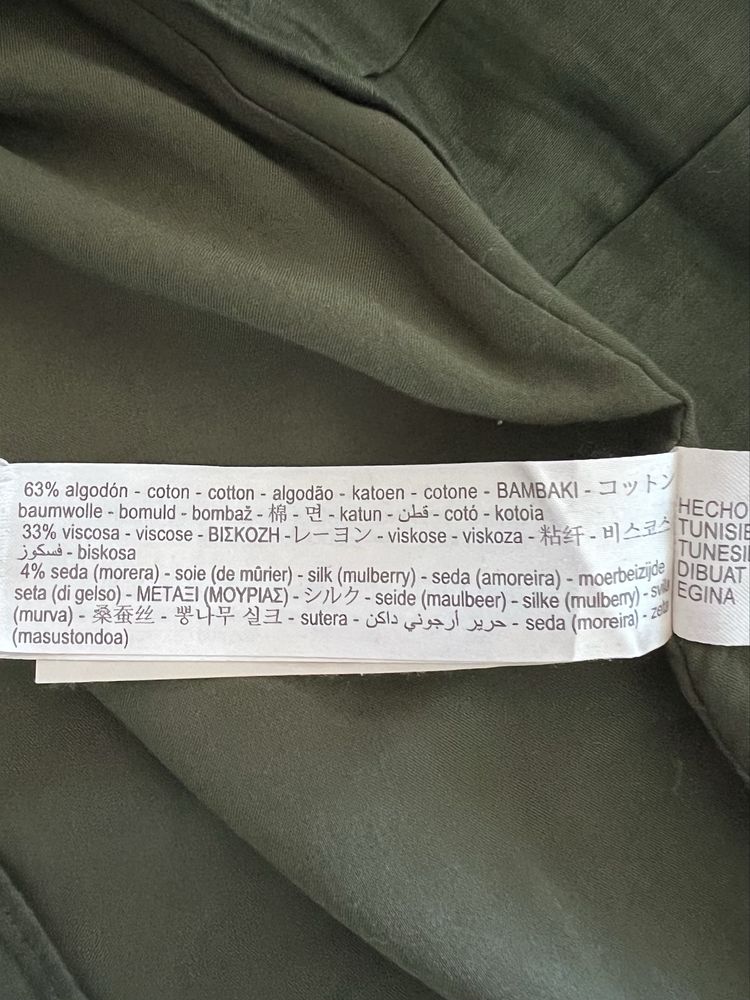 63% algodón - coton - cotton - algodão - katoen - cotone - BAMBAKI - コットン
baumwolle - bomuld - bombaž - 棉 - 면 - katun - قطن - cotó - kotoia
33% viscosa - viscose - ΒΙΣΚΟΖΗ -レーヨン - viskose - viskoza - 粘纤 - 비스코스
فسكوز - biskosa
4% seda (morera) - soie (de mûrier) - silk (mulberry) - seda (amoreira) - moerbeizijde
seta (di gelso) - ΜΕΤΑΞΙ (ΜΟΥΡΙΑΣ) - シルク - seide (maulbeer) - silke (mulberry) - svila
(murva) - 桑蚕丝 - 뽕나무 실크 - sutera - حرير أرجوني داكن - seda (moreira) - zeta
(masustondoa)
HECHO
TUNISIE
TUNESI
DIBUAT
EGINA